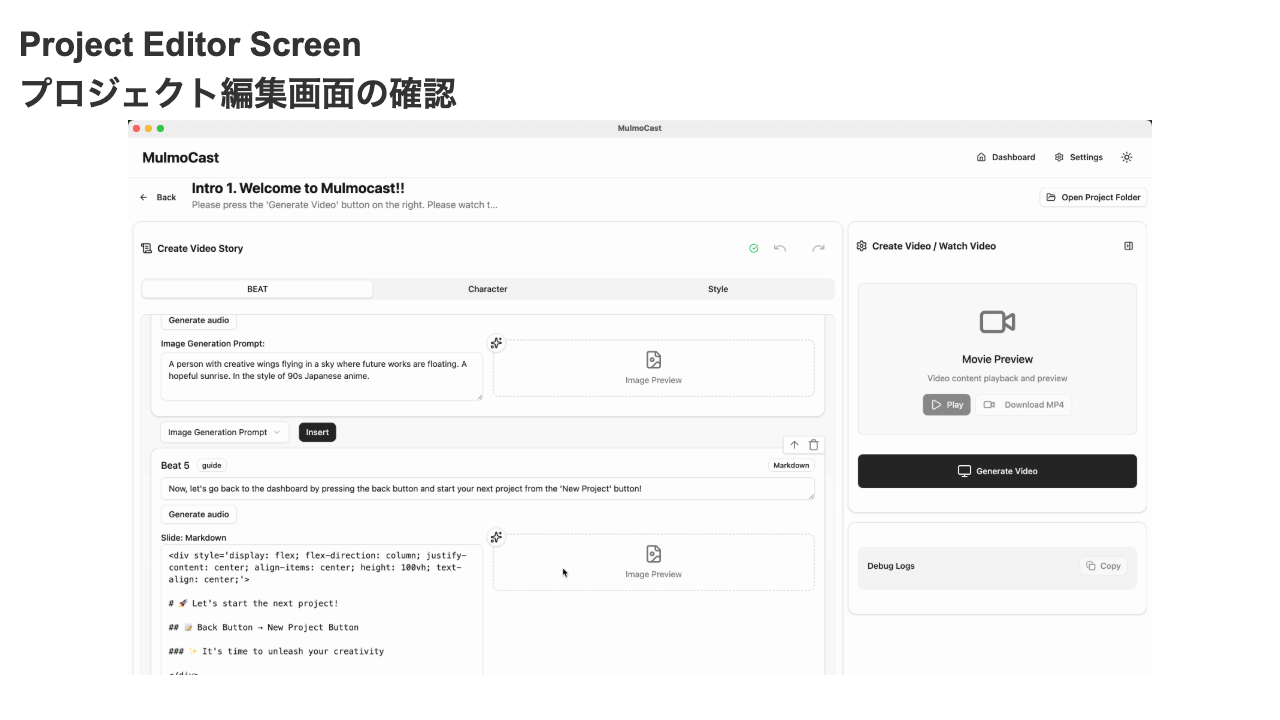 Project Editor Screen
プロジェクト編集画面の確認
MulmoCast
MulmoCast
Dashboard
Settings
Back
Intro 1. Welcome to Mulmocast!!
Please press the 'Generate Video' button on the right. Please watch t...
Open Project Folder
Create Video Story
BEAT
Character
Style
Generate audio
Image Generation Prompt:
A person with creative wings flying in a sky where future works are floating. A
hopeful sunrise. In the style of 90s Japanese anime.
Image Preview
Image Generation Prompt
Insert
Beat 5
guide
Markdown
Now, let's go back to the dashboard by pressing the back button and start your next project from the 'New Project' button!
Generate audio
Slide: Markdown
<div style='display: flex; flex-direction: column; justify-
content: center; align-items: center; height: 100vh; text-
align: center;'>
# 🚀 Let's start the next project!
## 📝 Back Button → New Project Button
### ✨ It's time to unleash your creativity
</div>
Image Preview
Create Video / Watch Video
Movie Preview
Video content playback and preview
Play
Download MP4
Generate Video
Debug Logs
Copy